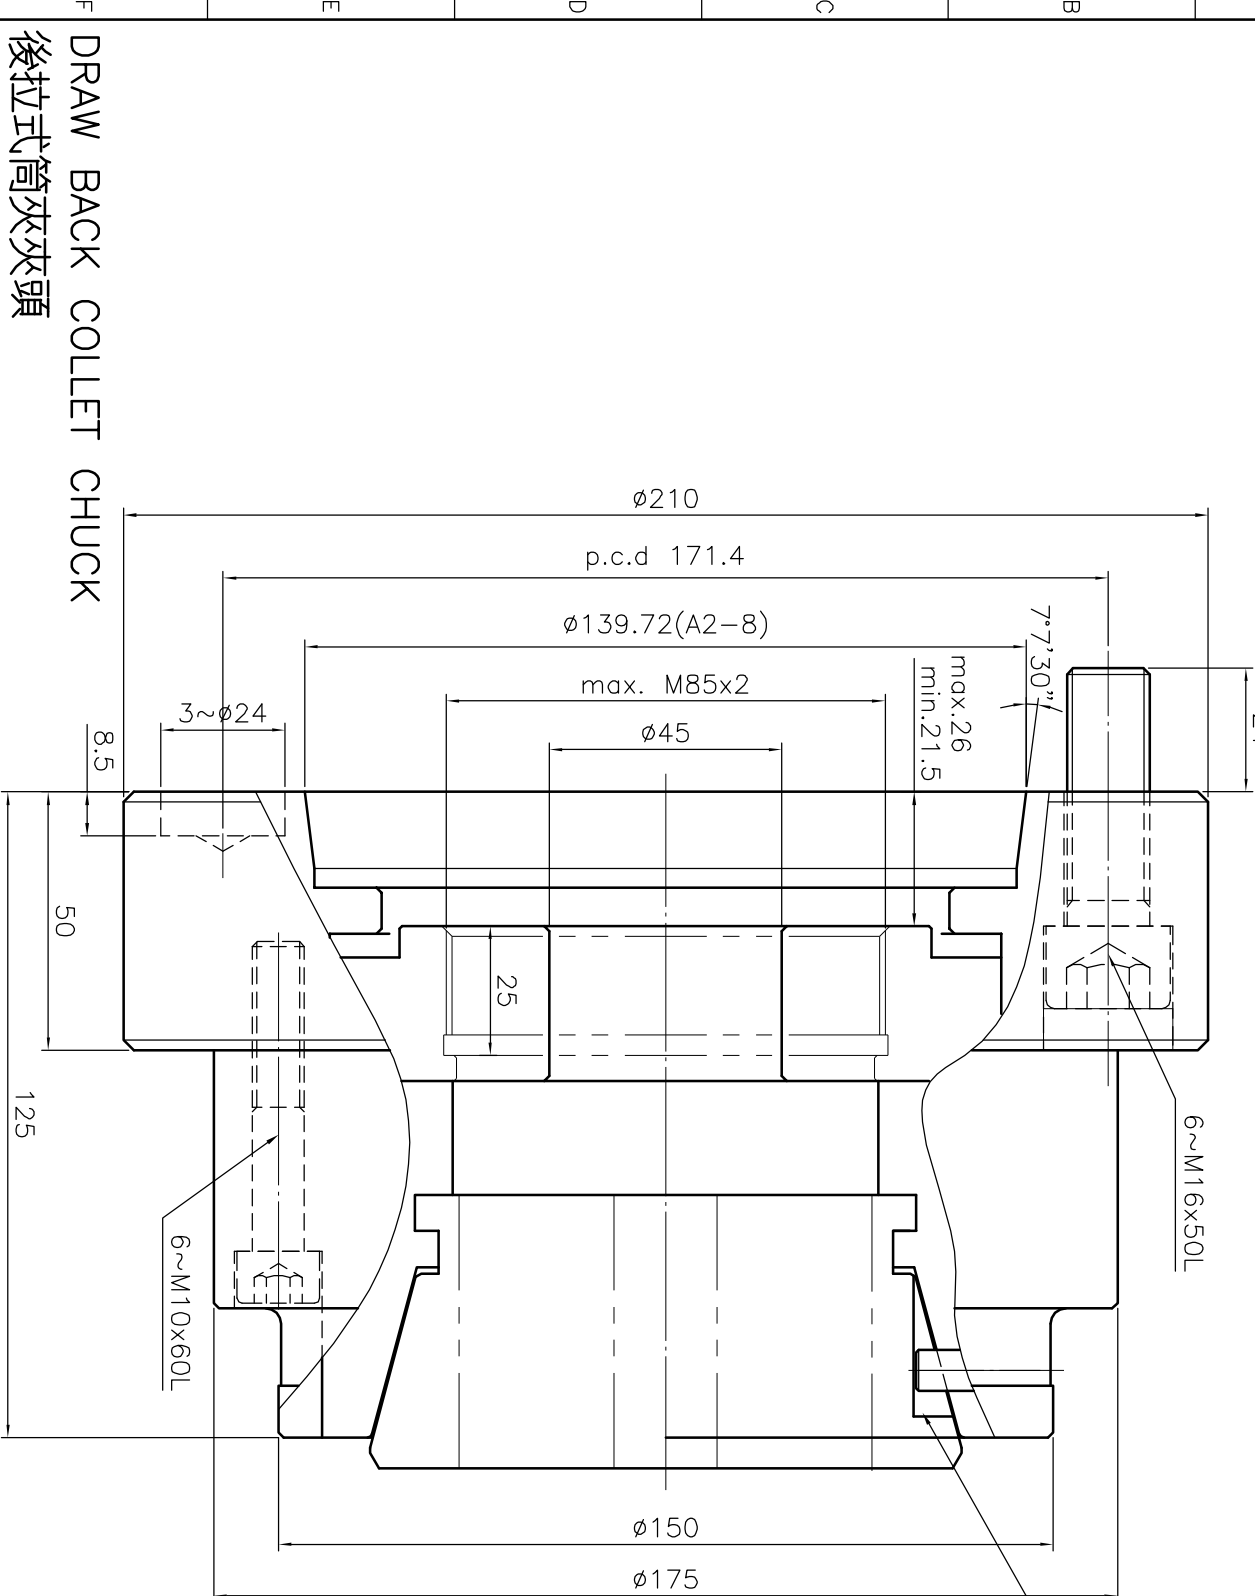 F
E
D
C
B
DRAW BACK COLLET CHUCK
後拉式筒夾夾頭
ø210
p.c.d 171.4
ø139.72(A2-8)
7°7'30"
max.26
min.21.5
max. M85x2
3~ø24
ø45
8.5
50
25
125
6~M16x50L
6~M10x60L
ø150
ø175